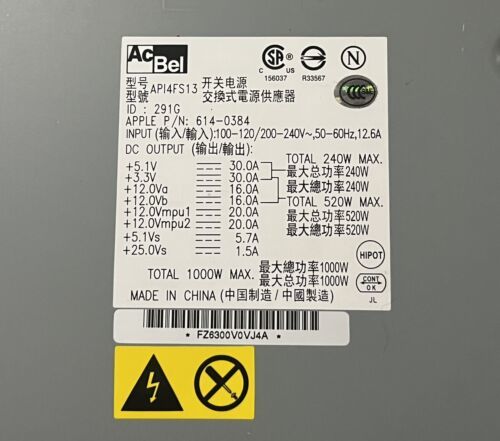 AcBel
型号 API4FS13 开关电源
型號 交換式電源供應器
ID : 291G
APPLE P/N: 614-0384
INPUT (输入/輸入):100-120/200-240V~,50-60Hz,12.6A
DC OUTPUT (输出/輸出):
+5.1V 30.0A TOTAL 240W MAX.
+3.3V 30.0A 最大总功率240W
+12.0Va 16.0A 最大總功率240W
+12.0Vb 16.0A TOTAL 520W MAX.
+12.0Vmpu1 20.0A 最大总功率520W
+12.0Vmpu2 20.0A 最大總功率520W
+5.1Vs 5.7A
+25.0Vs 1.5A
TOTAL 1000W MAX. 最大總功率1000W
最大总功率1000W
MADE IN CHINA (中国制造/中國製造)
C SA US
156037
R33567
CCC
HIPOT
CONT OK
JL
* FZ6300V0VJ4A *